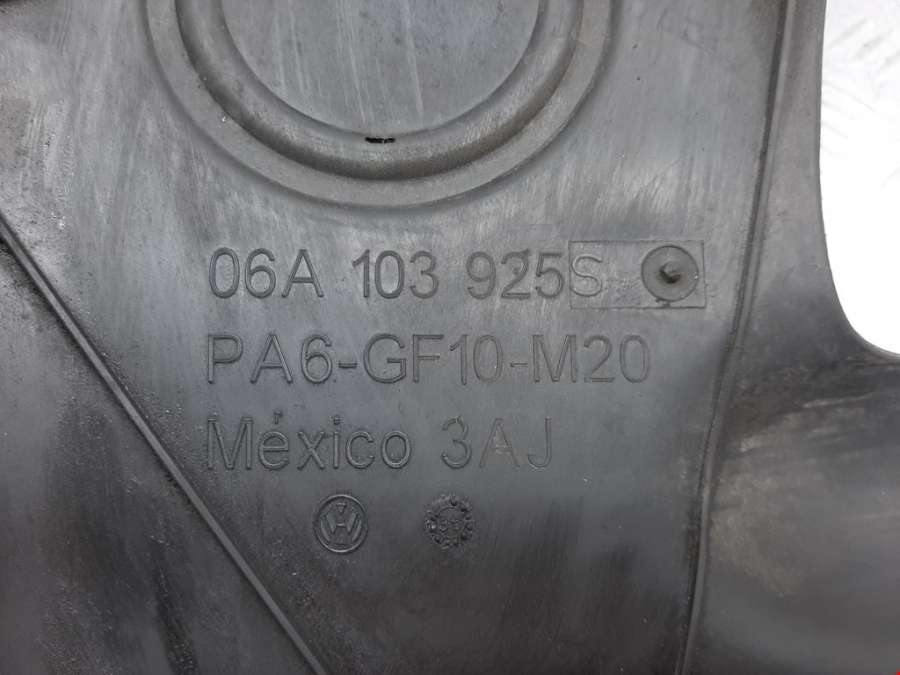 06A 103 925S
PA6-GF10-M20
México 3AJ